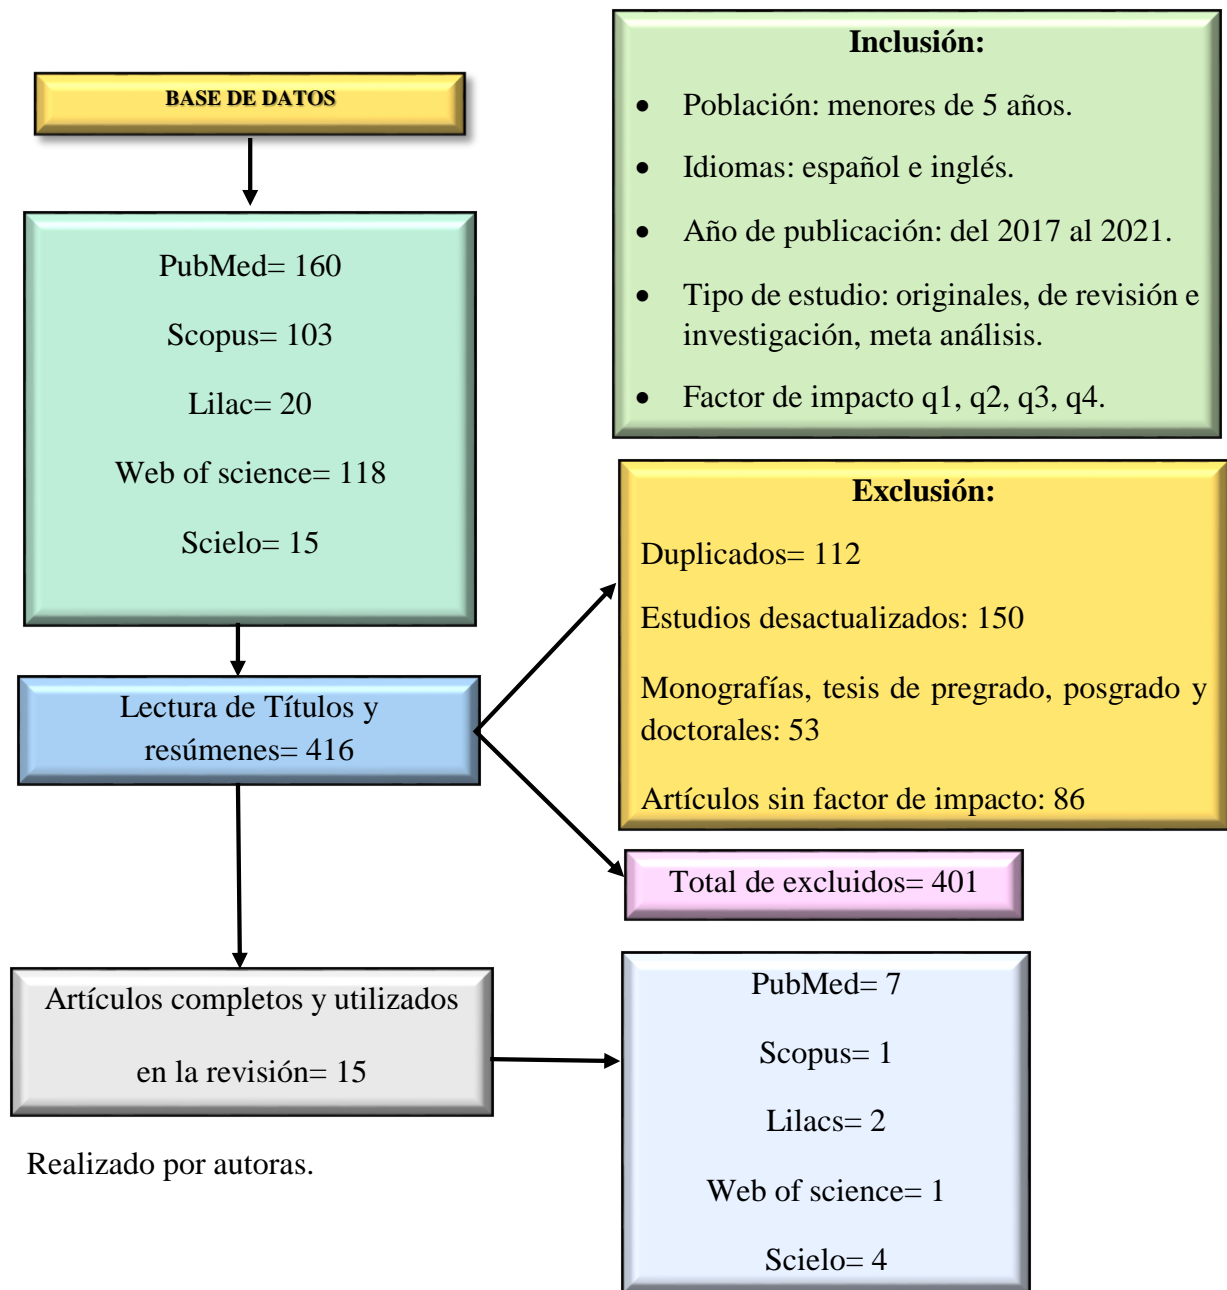 BASE DE DATOS
PubMed= 160
Scopus= 103
Lilac= 20
Web of science= 118
Scielo= 15
Lectura de Títulos y
resúmenes= 416
Artículos completos y utilizados
en la revisión= 15
Realizado por autoras.
Inclusión:
• Población: menores de 5 años.
• Idiomas: español e inglés.
• Año de publicación: del 2017 al 2021.
• Tipo de estudio: originales, de revisión e
investigación, meta análisis.
• Factor de impacto q1, q2, q3, q4.
Exclusión:
Duplicados= 112
Estudios desactualizados: 150
Monografías, tesis de pregrado, posgrado y
doctorales: 53
Artículos sin factor de impacto: 86
Total de excluidos= 401
PubMed= 7
Scopus= 1
Lilacs= 2
Web of science= 1
Scielo= 4